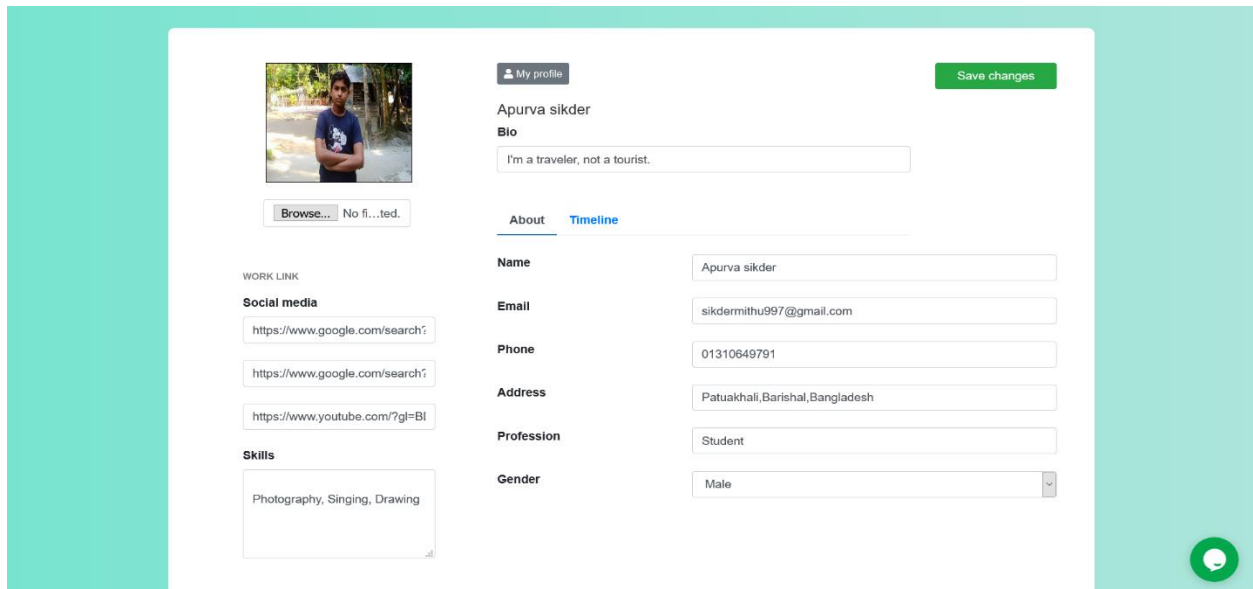 My profile
Save changes
Apurva sikder
Bio
I'm a traveler, not a tourist.
Browse... No fi...ted.
About Timeline
WORK LINK
Social media
https://www.google.com/search?
https://www.google.com/search?
https://www.youtube.com/?gl=BD
Skills
Photography, Singing, Drawing
Name Apurva sikder
Email sikdermithu997@gmail.com
Phone 01310649791
Address Patuakhali,Barishal,Bangladesh
Profession Student
Gender Male